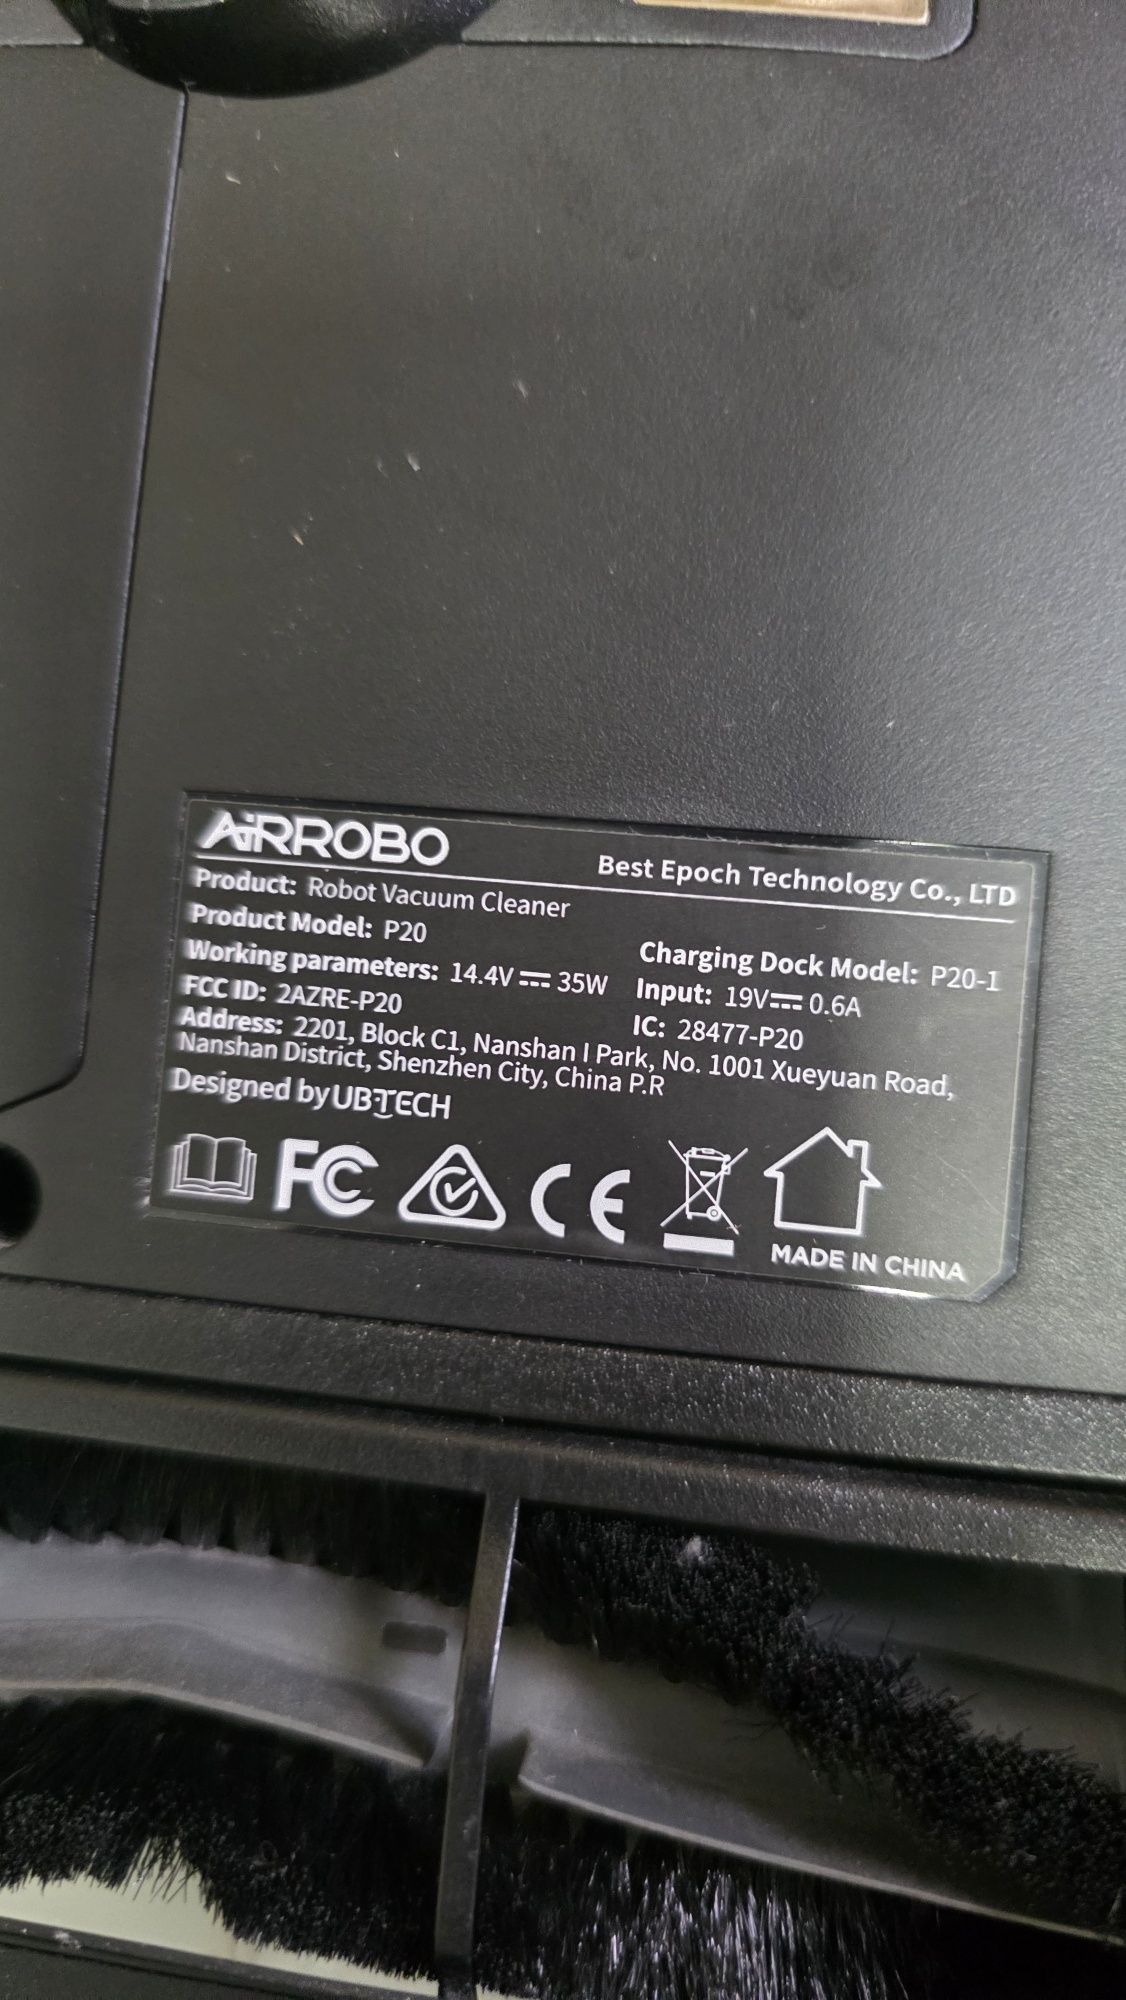 AiRROBO
Best Epoch Technology Co., LTD
Product: Robot Vacuum Cleaner
Product Model: P20
Charging Dock Model: P20-1
Working parameters: 14.4V⎓35W
Input: 19V⎓0.6A
FCC ID: 2AZRE-P20
IC: 28477-P20
Address: 2201, Block C1, Nanshan I Park, No. 1001 Xueyuan Road,
Nanshan District, Shenzhen City, China P.R
Designed by UBTECH
FC CE
MADE IN CHINA